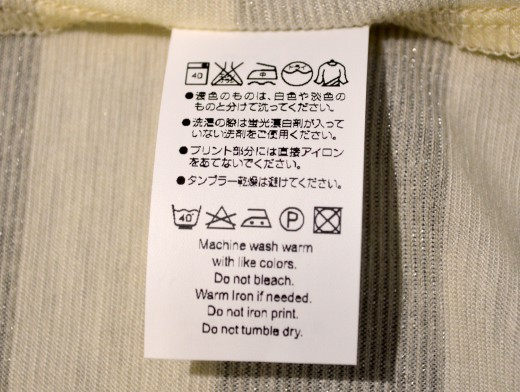 40 中 ドライ
●濃色のものは、白色や淡色の
ものと分けて洗ってください。
●洗濯の際は蛍光漂白剤が入って
いない洗剤をご使用ください。
●プリント部分には直接アイロン
をあてないでください。
●タンブラー乾燥は避けてください。
40° P
Machine wash warm
with like colors.
Do not bleach.
Warm Iron if needed.
Do not iron print.
Do not tumble dry.